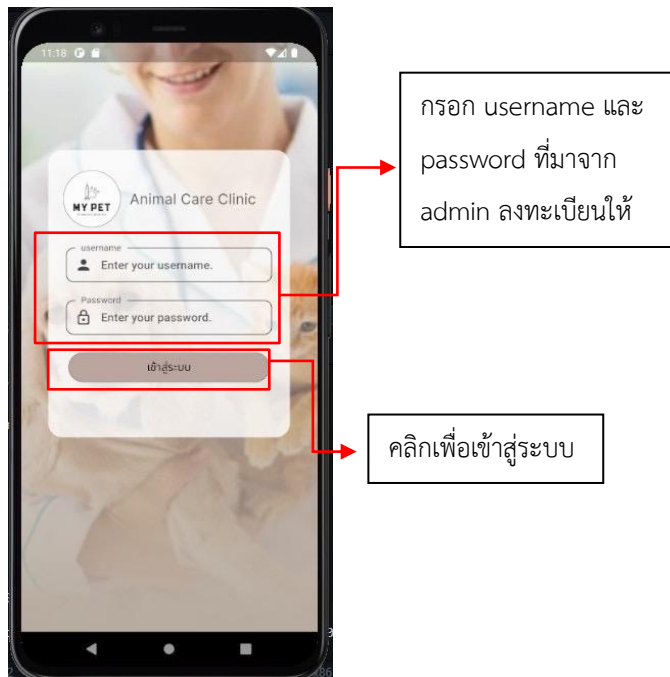 11:18
MY PET
Animal Care Clinic
username
Enter your username.
Password
Enter your password.
เข้าสู่ระบบ
กรอก username และ
password ที่มาจาก
admin ลงทะเบียนให้
คลิกเพื่อเข้าสู่ระบบ